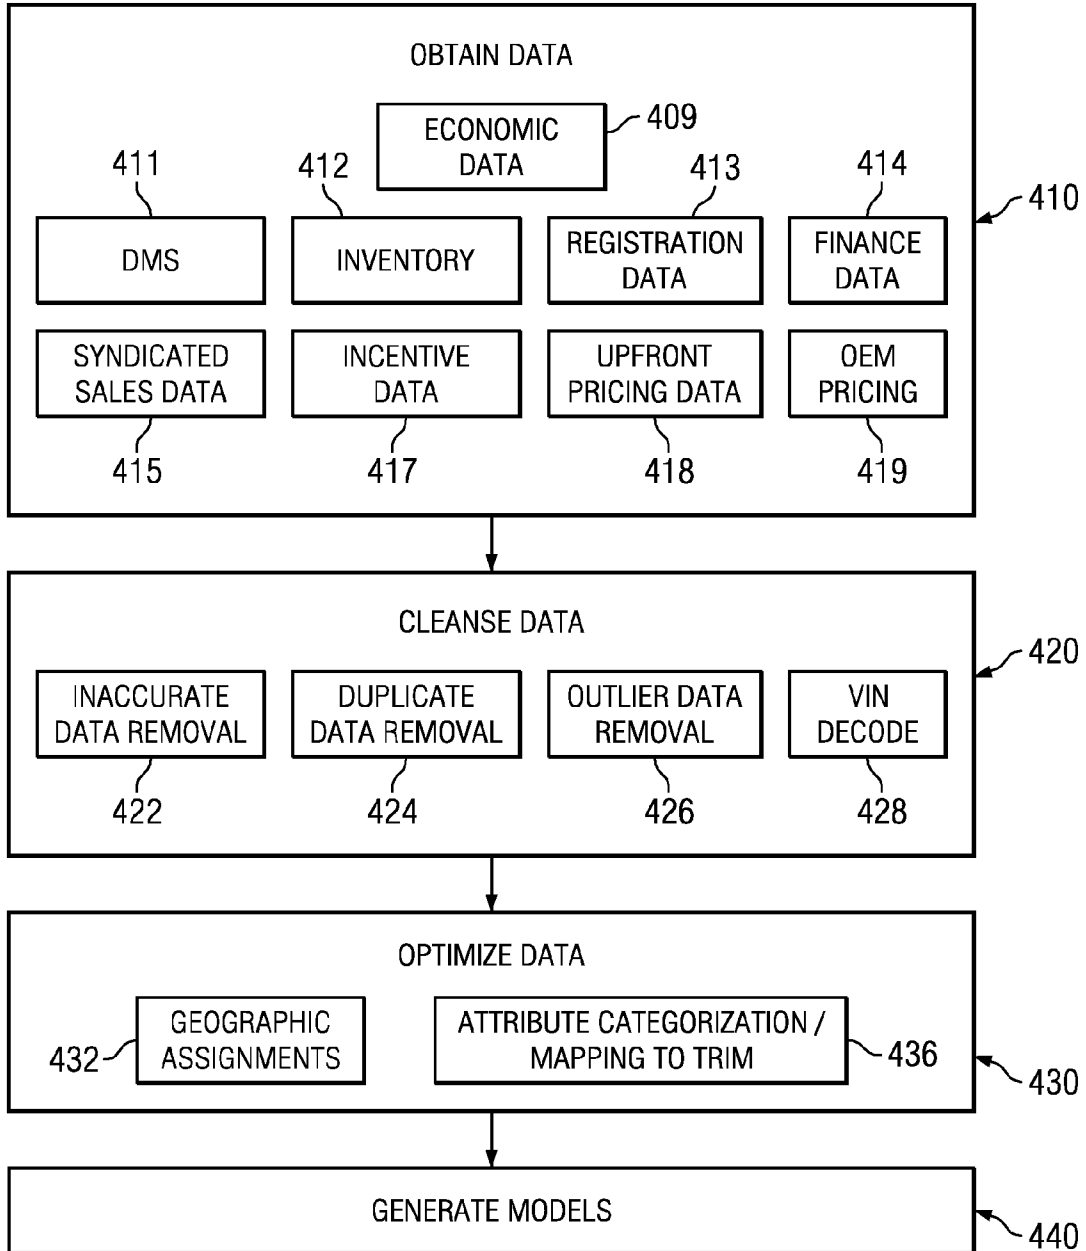 OBTAIN DATA
ECONOMIC
DATA
409
411
412
413
414
410
DMS
INVENTORY
REGISTRATION
DATA
FINANCE
DATA
SYNDICATED
SALES DATA
INCENTIVE
DATA
UPFRONT
PRICING DATA
OEM
PRICING
415
417
418
419
CLEANSE DATA
420
INACCURATE
DATA REMOVAL
DUPLICATE
DATA REMOVAL
OUTLIER DATA
REMOVAL
VIN
DECODE
422
424
426
428
OPTIMIZE DATA
432
GEOGRAPHIC
ASSIGNMENTS
ATTRIBUTE CATEGORIZATION /
MAPPING TO TRIM
436
430
GENERATE MODELS
440